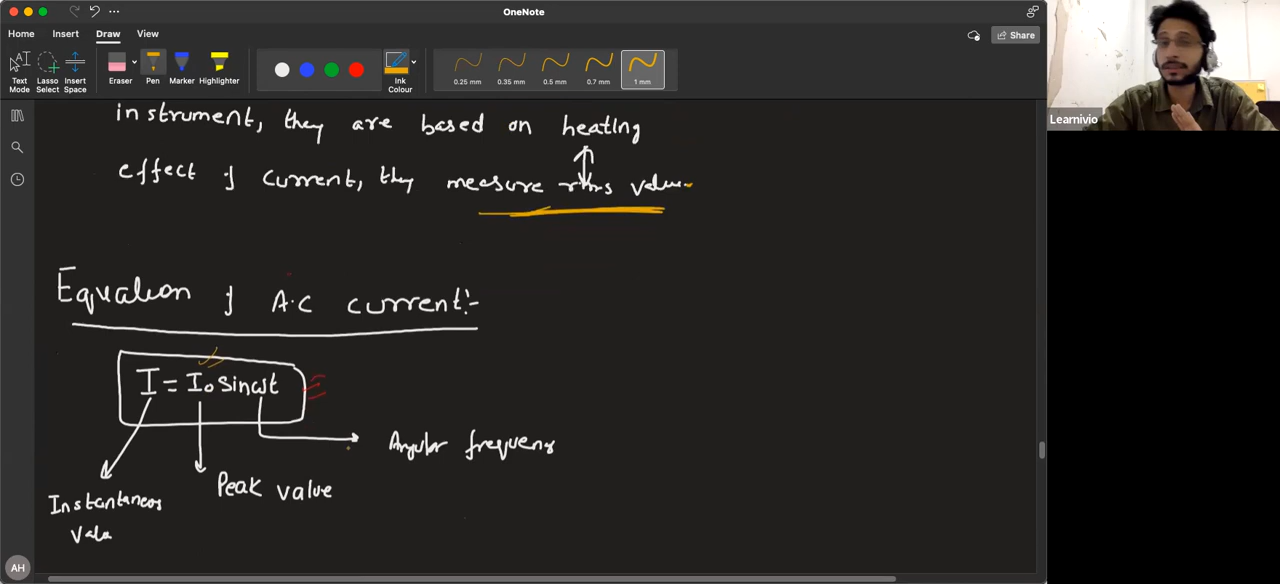 OneNote
Home Insert Draw View
Share
Text Mode
Lasso Select
Insert Space
Eraser
Pen
Marker
Highlighter
Ink Colour
0.25 mm
0.35 mm
0.5 mm
0.7 mm
1 mm
Learnivio
instrument, they are based on heating
effect of current, they measure rms value
Equation of A.C current:-
I = I₀ sinωt
Angular frequency
Peak value
Instantaneos
Valu
AH